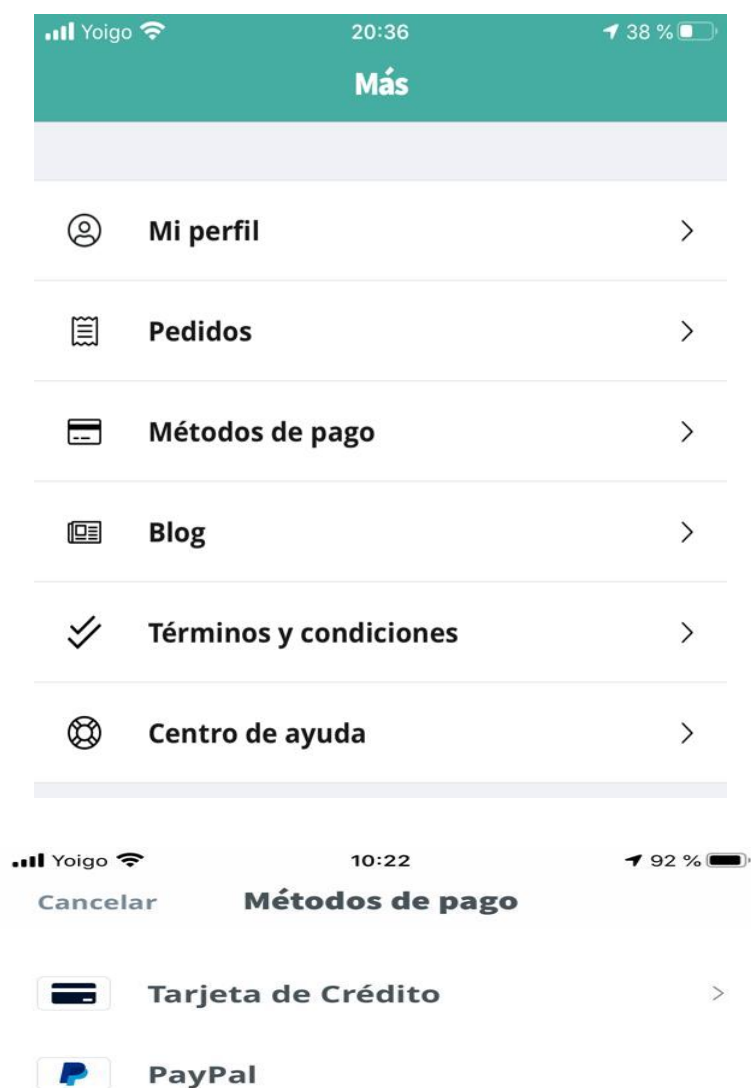 Yoigo 20:36 38 %
Más
Mi perfil
Pedidos
Métodos de pago
Blog
Términos y condiciones
Centro de ayuda
Yoigo 10:22 92 %
Cancelar Métodos de pago
Tarjeta de Crédito
PayPal